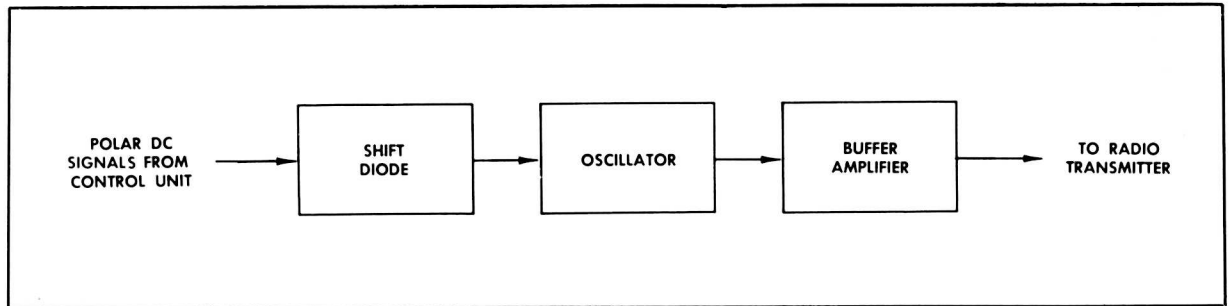 POLAR DC
SIGNALS FROM
CONTROL UNIT
SHIFT
DIODE
OSCILLATOR
BUFFER
AMPLIFIER
TO RADIO
TRANSMITTER